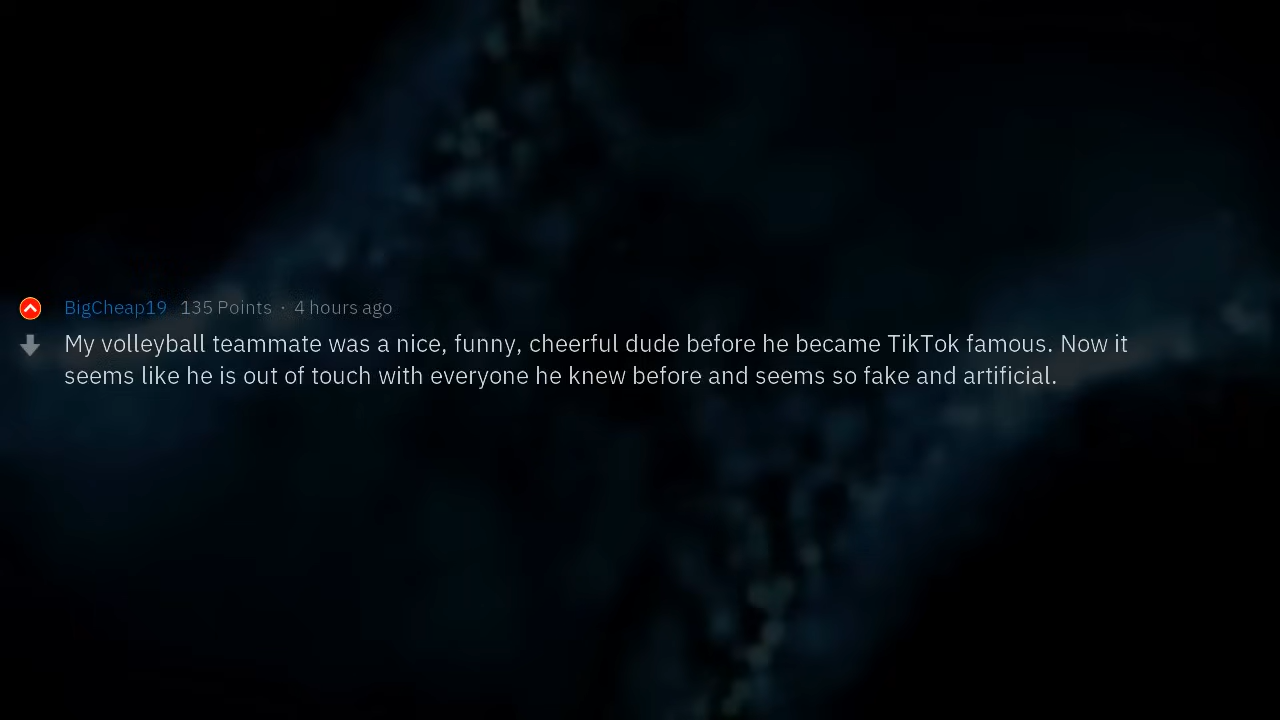 BigCheap19 135 Points · 4 hours ago
My volleyball teammate was a nice, funny, cheerful dude before he became TikTok famous. Now it
seems like he is out of touch with everyone he knew before and seems so fake and artificial.